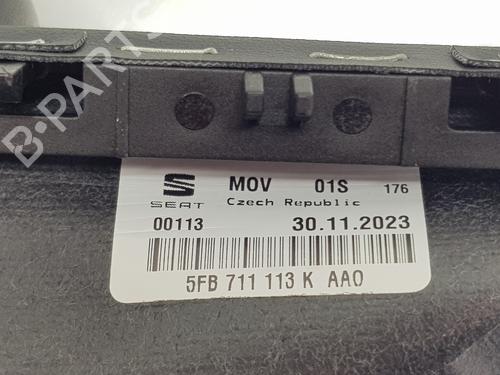 B-PARTS
SEAT
MOV 01S 176
Czech Republic
00113 30.11.2023
5FB 711 113 K AAO